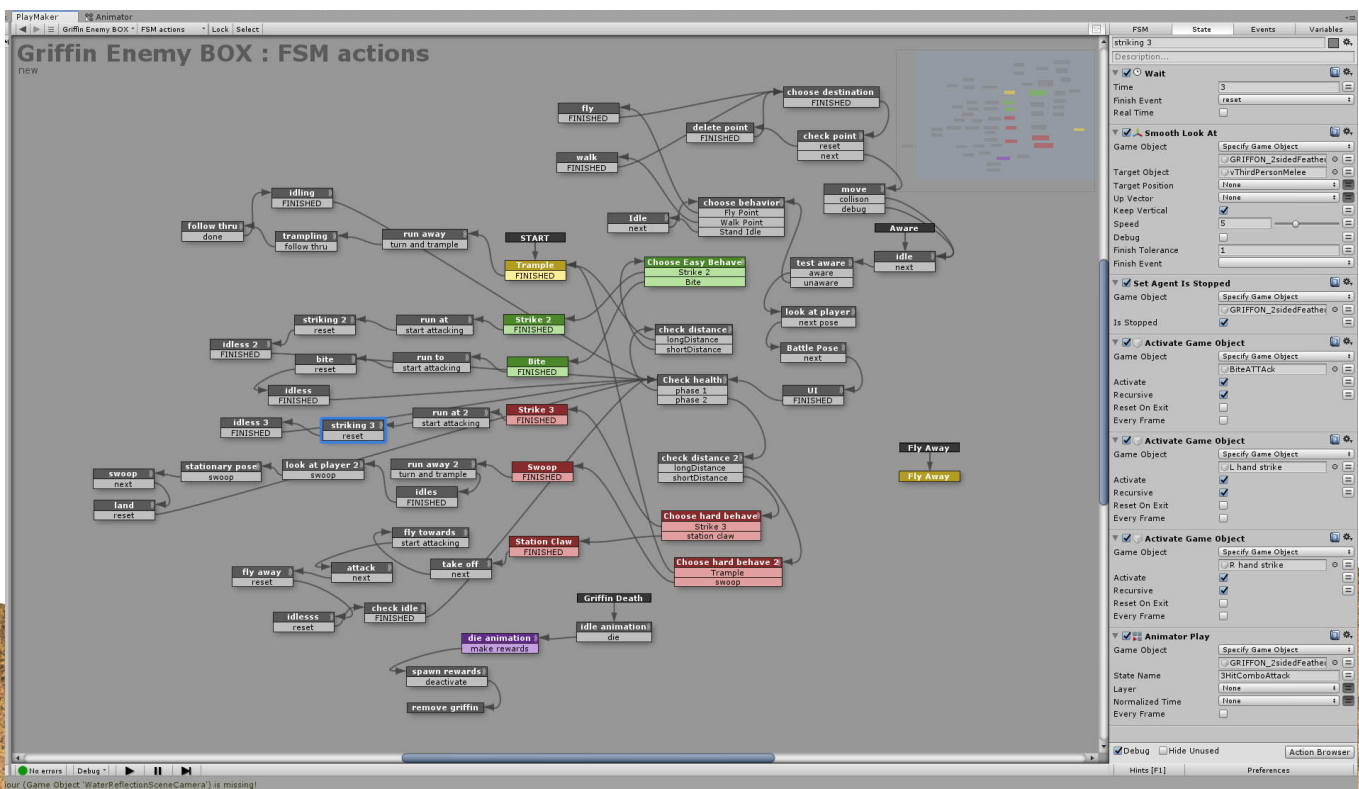 PlayMaker Animator
Griffin Enemy BOX FSM actions Lock Select
Griffin Enemy BOX : FSM actions
new
choose destination
FINISHED
fly
FINISHED
delete point
FINISHED
check point
reset
next
walk
FINISHED
move
collison
debug
idling
FINISHED
choose behavior
Fly Point
Walk Point
Stand Idle
Idle
next
follow thru
done
trampling
follow thru
run away
turn and trample
START
Trample
FINISHED
Aware
idle
next
test aware
aware
unaware
Choose Easy Behave
Strike 2
Bite
look at player
next pose
striking 2
reset
run at
start attacking
Strike 2
FINISHED
check distance
longDistance
shortDistance
idless 2
FINISHED
bite
reset
run to
start attacking
Bite
FINISHED
Battle Pose
next
idless
FINISHED
Check health
phase 1
phase 2
UI
FINISHED
idless 3
FINISHED
striking 3
reset
run at 2
start attacking
Strike 3
FINISHED
Fly Away
Fly Away
swoop
next
stationary pose
swoop
look at player 2
swoop
run away 2
turn and trample
Swoop
FINISHED
check distance 2
longDistance
shortDistance
idles
FINISHED
land
reset
Choose hard behave
Strike 3
station claw
fly towards
start attacking
Station Claw
FINISHED
Choose hard behave 2
Trample
swoop
fly away
reset
attack
next
take off
next
idlesss
reset
check idle
FINISHED
Griffin Death
idle animation
die
die animation
make rewards
spawn rewards
deactivate
remove griffin
FSM State Events Variables
striking 3
Description...
Wait
Time 3
Finish Event reset
Real Time
Smooth Look At
Game Object Specify Game Object
GRIFFON_2sidedFeather
Target Object vThirdPersonMelee
Target Position None
Up Vector None
Keep Vertical
Speed 5
Debug
Finish Tolerance 1
Finish Event
Set Agent Is Stopped
Game Object Specify Game Object
GRIFFON_2sidedFeather
Is Stopped
Activate Game Object
Game Object Specify Game Object
BiteATTAck
Activate
Recursive
Reset On Exit
Every Frame
Activate Game Object
Game Object Specify Game Object
L hand strike
Activate
Recursive
Reset On Exit
Every Frame
Activate Game Object
Game Object Specify Game Object
R hand strike
Activate
Recursive
Reset On Exit
Every Frame
Animator Play
Game Object Specify Game Object
GRIFFON_2sidedFeather
State Name 3HitComboAttack
Layer None
Normalized Time None
Every Frame
Debug Hide Unused Action Browser
No errors Debug Hints [F1] Preferences
our (Game Object 'WaterReflectionSceneCamera') is missing!